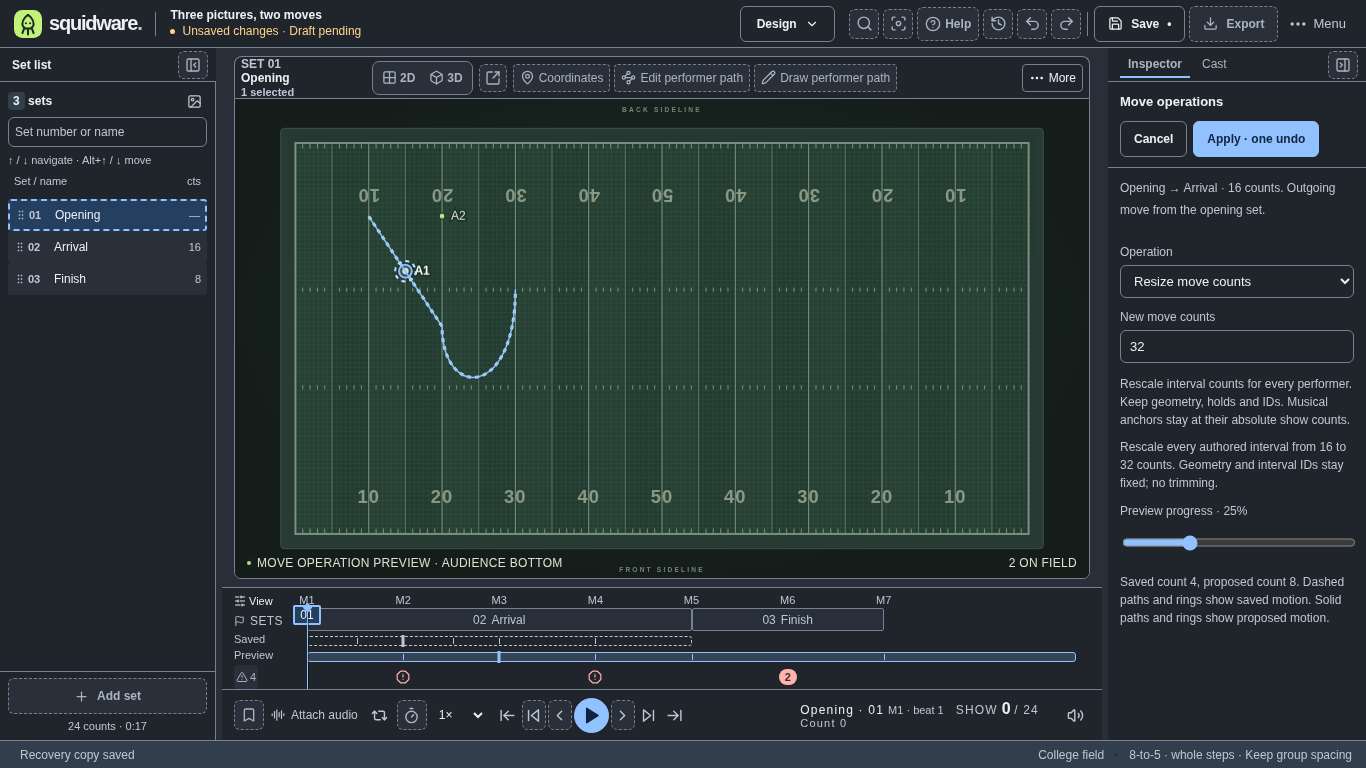 squidware.
Three pictures, two moves
Unsaved changes · Draft pending
Design
Help
Save •
Export
Menu
Set list
3 sets
Set number or name
↑ / ↓ navigate · Alt+↑ / ↓ move
Set / name cts
01 Opening —
02 Arrival 16
03 Finish 8
Add set
24 counts · 0:17
SET 01
Opening
1 selected
2D
3D
Coordinates
Edit performer path
Draw performer path
More
BACK SIDELINE
10 20 30 40 50 40 30 20 10
A2
A1
10 20 30 40 50 40 30 20 10
MOVE OPERATION PREVIEW · AUDIENCE BOTTOM
FRONT SIDELINE
2 ON FIELD
View M1 M2 M3 M4 M5 M6 M7
SETS 01 02 Arrival 03 Finish
Saved
Preview
4 2
Attach audio
1×
Opening · 01 M1 · beat 1 SHOW 0 / 24
Count 0
Inspector Cast
Move operations
Cancel
Apply · one undo
Opening → Arrival · 16 counts. Outgoing
move from the opening set.
Operation
Resize move counts
New move counts
32
Rescale interval counts for every performer.
Keep geometry, holds and IDs. Musical
anchors stay at their absolute show counts.
Rescale every authored interval from 16 to
32 counts. Geometry and interval IDs stay
fixed; no trimming.
Preview progress · 25%
Saved count 4, proposed count 8. Dashed
paths and rings show saved motion. Solid
paths and rings show proposed motion.
Recovery copy saved
College field · 8-to-5 · whole steps · Keep group spacing